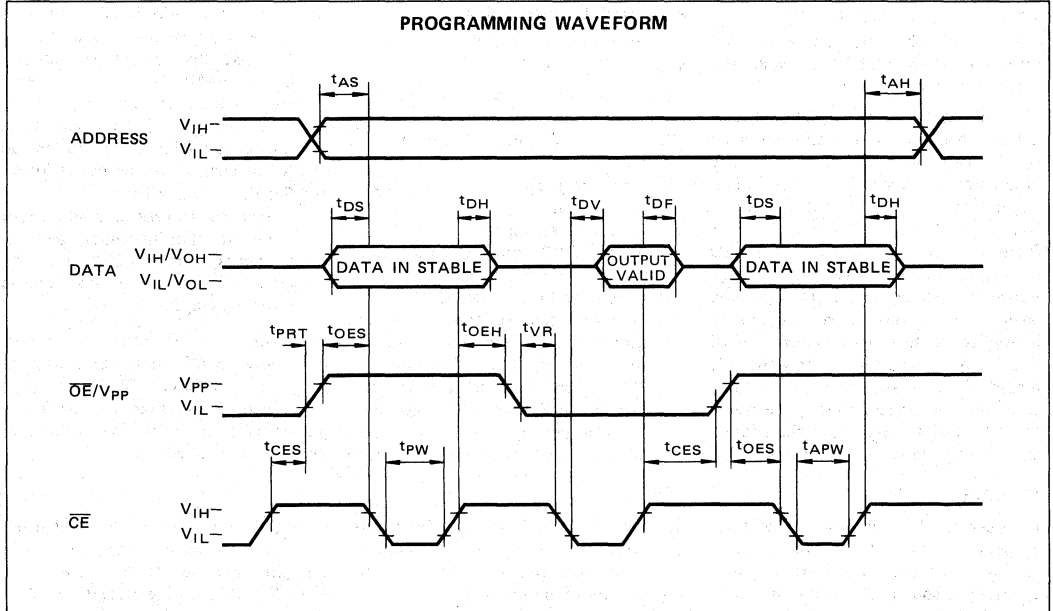 PROGRAMMING WAVEFORM
tAS tAH
ADDRESS VIH VIL
tDS tDH tDV tDF tDS tDH
DATA VIH/VOH VIL/VOL DATA IN STABLE OUTPUT VALID DATA IN STABLE
tPRT tOES tOEH tVR
OE/VPP VPP VIL
tCES tPW tCES tOES tAPW
CE VIH VIL